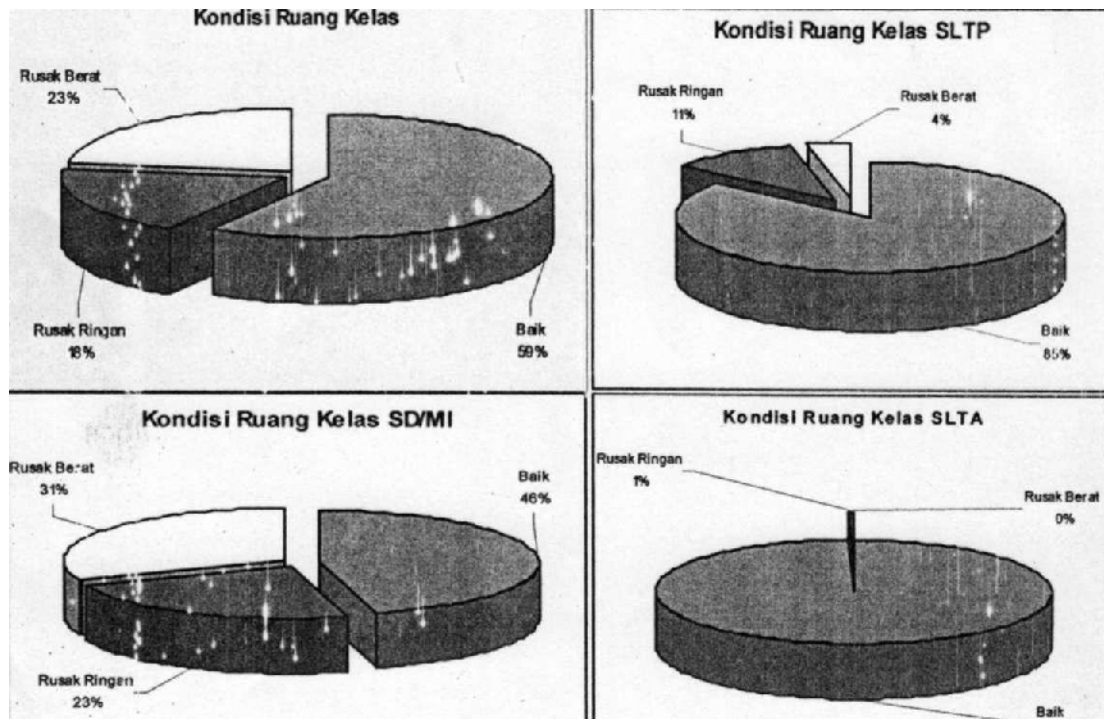 Kondisi Ruang Kelas
Rusak Berat
23%
Rusak Ringan
18%
Baik
59%
Kondisi Ruang Kelas SLTP
Rusak Ringan
11%
Rusak Berat
4%
Baik
85%
Kondisi Ruang Kelas SD/MI
Rusak Berat
31%
Baik
46%
Rusak Ringan
23%
Kondisi Ruang Kelas SLTA
Rusak Ringan
1%
Rusak Berat
0%
Baik